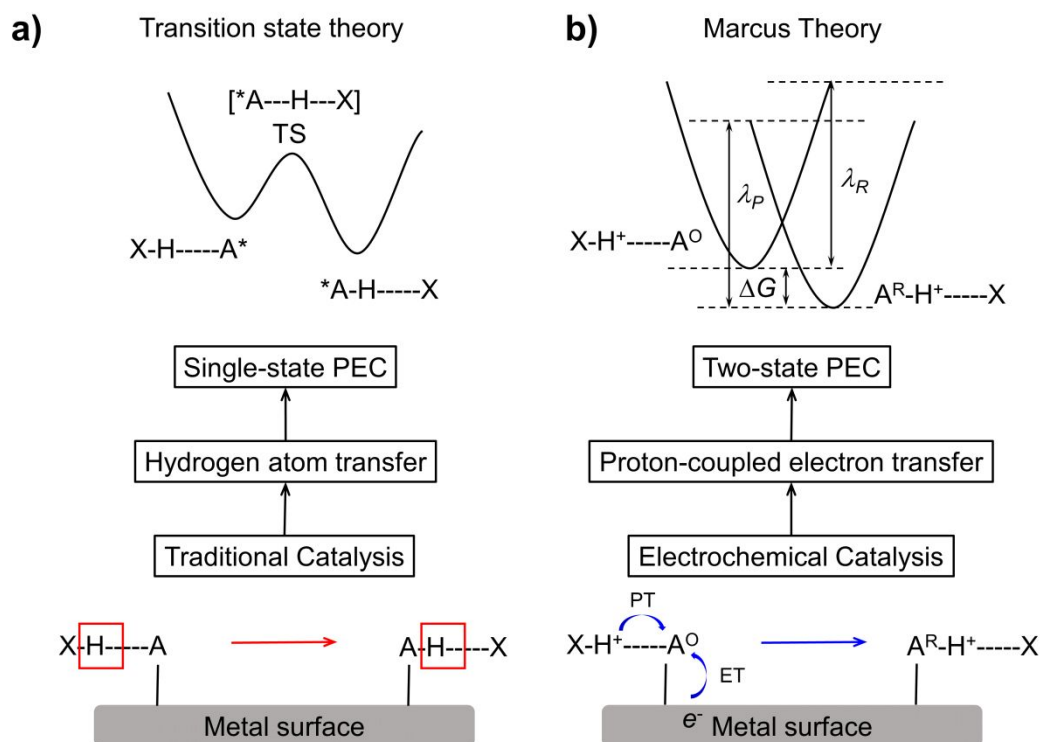 a) Transition state theory
[*A---H---X]
TS
X-H-----A*
*A-H-----X
Single-state PEC
Hydrogen atom transfer
Traditional Catalysis
X-H-----A
A-H-----X
Metal surface
b) Marcus Theory
λP
λR
X-H+-----AO
ΔG
AR-H+-----X
Two-state PEC
Proton-coupled electron transfer
Electrochemical Catalysis
PT
X-H+-----AO
AR-H+-----X
ET
e- Metal surface